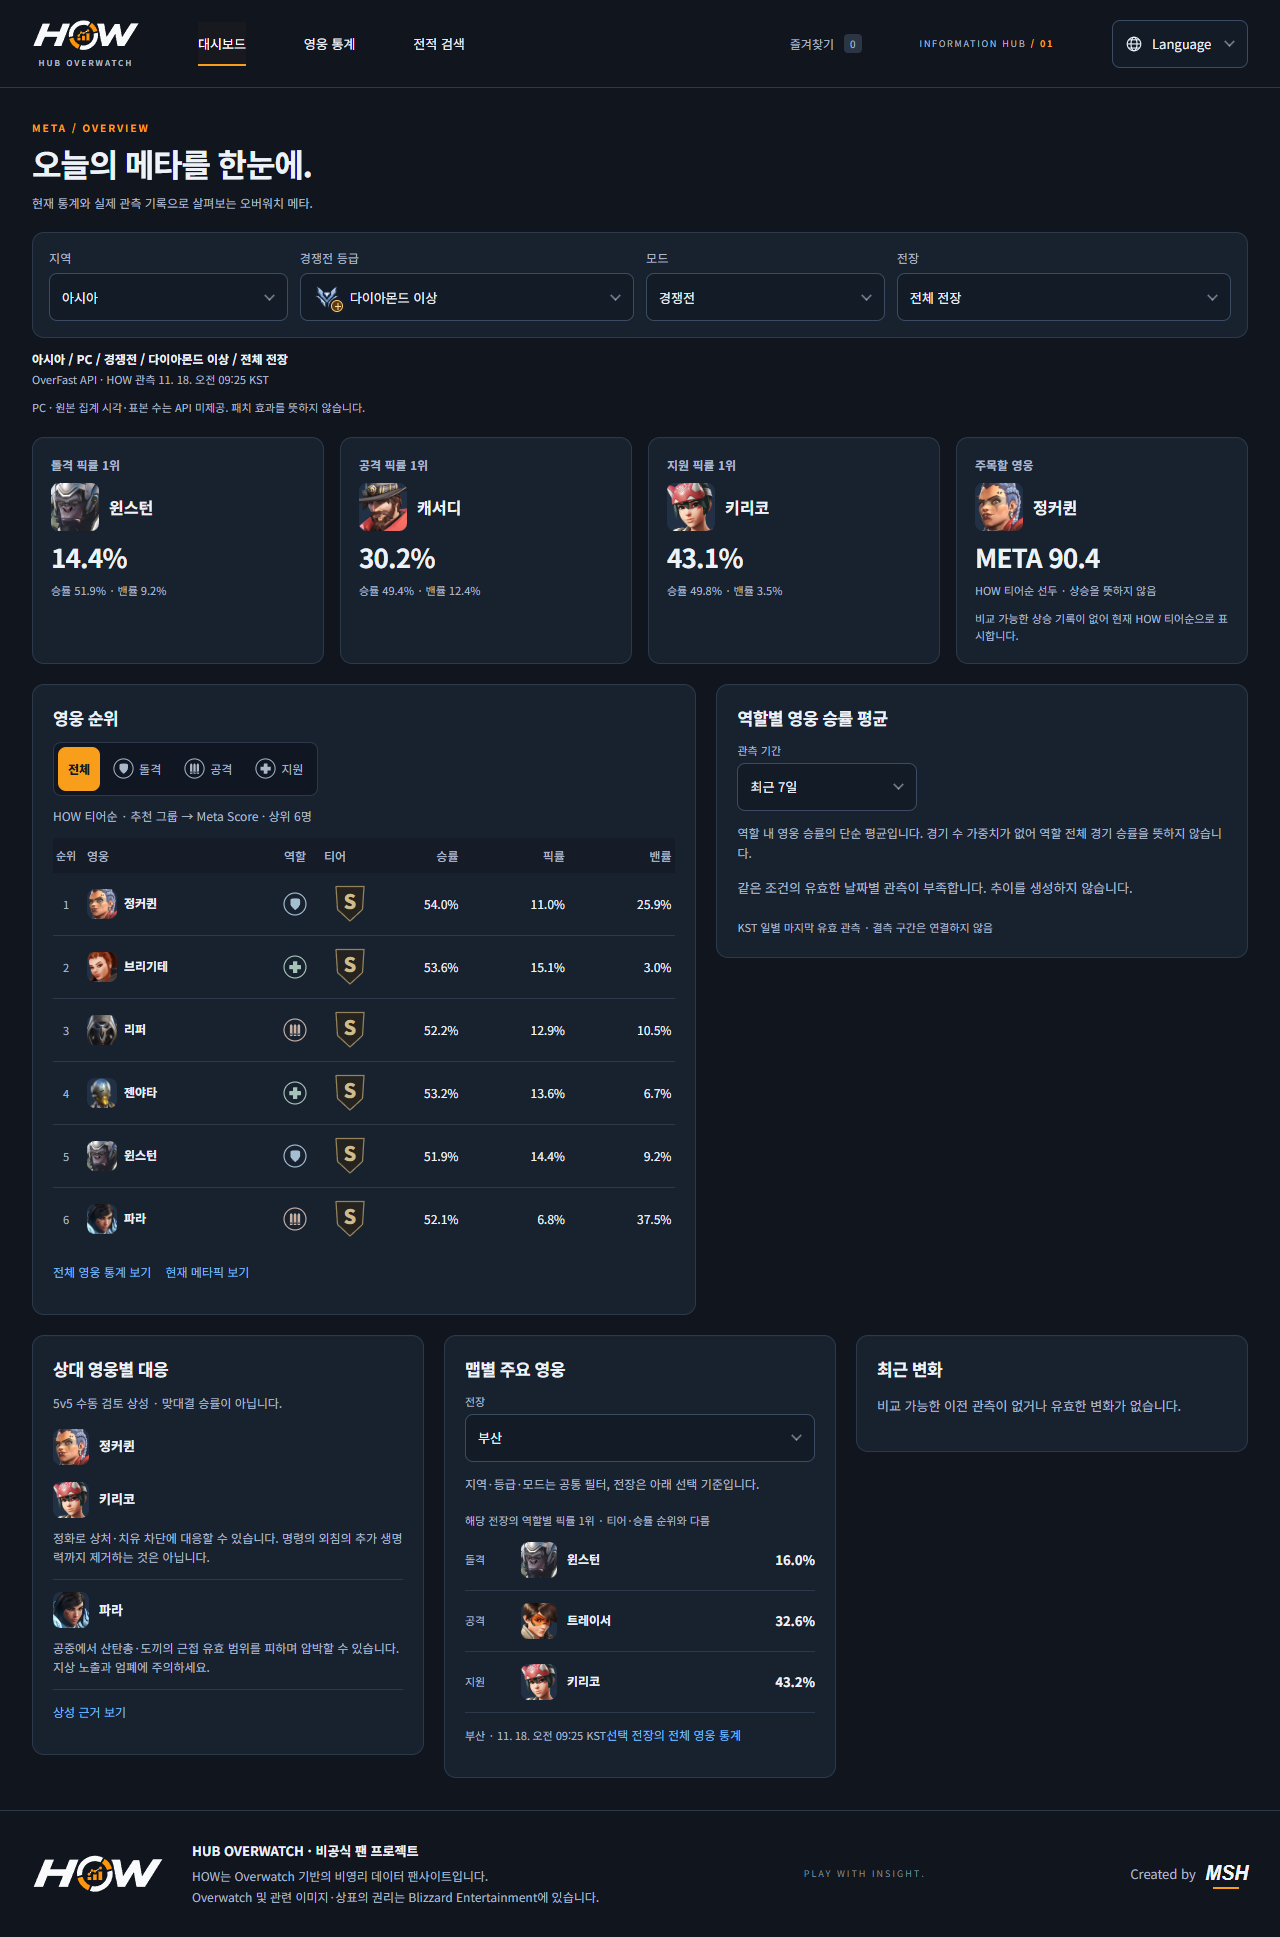 HOW
HUB OVERWATCH
대시보드
영웅 통계
전적 검색
즐겨찾기 0
INFORMATION HUB / 01
Language
META / OVERVIEW
오늘의 메타를 한눈에.
현재 통계와 실제 관측 기록으로 살펴보는 오버워치 메타.
지역
경쟁전 등급
모드
전장
아시아
다이아몬드 이상
경쟁전
전체 전장
아시아 / PC / 경쟁전 / 다이아몬드 이상 / 전체 전장
OverFast API · HOW 관측 11. 18. 오전 09:25 KST
PC · 원본 집계 시각·표본 수는 API 미제공. 패치 효과를 뜻하지 않습니다.
돌격 픽률 1위
윈스턴
14.4%
승률 51.9% · 밴률 9.2%
공격 픽률 1위
캐서디
30.2%
승률 49.4% · 밴률 12.4%
지원 픽률 1위
키리코
43.1%
승률 49.8% · 밴률 3.5%
주목할 영웅
정커퀸
META 90.4
HOW 티어순 선두 · 상승을 뜻하지 않음
비교 가능한 상승 기록이 없어 현재 HOW 티어순으로 표
시합니다.
영웅 순위
전체 돌격 공격 지원
HOW 티어순 · 추천 그룹 → Meta Score · 상위 6명
순위 영웅 역할 티어 승률 픽률 밴률
1 정커퀸 S 54.0% 11.0% 25.9%
2 브리기테 S 53.6% 15.1% 3.0%
3 리퍼 S 52.2% 12.9% 10.5%
4 젠야타 S 53.2% 13.6% 6.7%
5 윈스턴 S 51.9% 14.4% 9.2%
6 파라 S 52.1% 6.8% 37.5%
전체 영웅 통계 보기 현재 메타픽 보기
역할별 영웅 승률 평균
관측 기간
최근 7일
역할 내 영웅 승률의 단순 평균입니다. 경기 수 가중치가 없어 역할 전체 경기 승률을 뜻하지 않습니
다.
같은 조건의 유효한 날짜별 관측이 부족합니다. 추이를 생성하지 않습니다.
KST 일별 마지막 유효 관측 · 결측 구간은 연결하지 않음
상대 영웅별 대응
5v5 수동 검토 상성 · 맞대결 승률이 아닙니다.
정커퀸
키리코
정화로 상처·치유 차단에 대응할 수 있습니다. 명령의 외침의 추가 생명
력까지 제거하는 것은 아닙니다.
파라
공중에서 산탄총·도끼의 근접 유효 범위를 피하며 압박할 수 있습니다.
지상 노출과 엄폐에 주의하세요.
상성 근거 보기
맵별 주요 영웅
전장
부산
지역·등급·모드는 공통 필터, 전장은 아래 선택 기준입니다.
해당 전장의 역할별 픽률 1위 · 티어·승률 순위와 다름
돌격 윈스턴 16.0%
공격 트레이서 32.6%
지원 키리코 43.2%
부산 · 11. 18. 오전 09:25 KST선택 전장의 전체 영웅 통계
최근 변화
비교 가능한 이전 관측이 없거나 유효한 변화가 없습니다.
HOW
HUB OVERWATCH · 비공식 팬 프로젝트
HOW는 Overwatch 기반의 비영리 데이터 팬사이트입니다.
Overwatch 및 관련 이미지·상표의 권리는 Blizzard Entertainment에 있습니다.
PLAY WITH INSIGHT.
Created by MSH